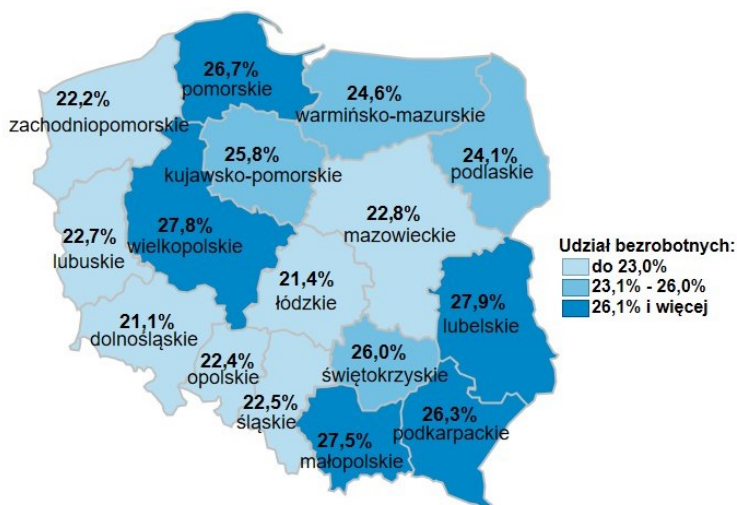 26,7%
pomorskie
22,2%
zachodniopomorskie
24,6%
warmińsko-mazurskie
25,8%
kujawsko-pomorskie
24,1%
podlaskie
27,8%
wielkopolskie
22,8%
mazowieckie
22,7%
lubuskie
21,4%
łódzkie
27,9%
lubelskie
21,1%
dolnośląskie
22,4%
opolskie
22,5%
śląskie
26,0%
świętokrzyskie
27,5%
małopolskie
26,3%
podkarpackie
Udział bezrobotnych:
do 23,0%
23,1% - 26,0%
26,1% i więcej